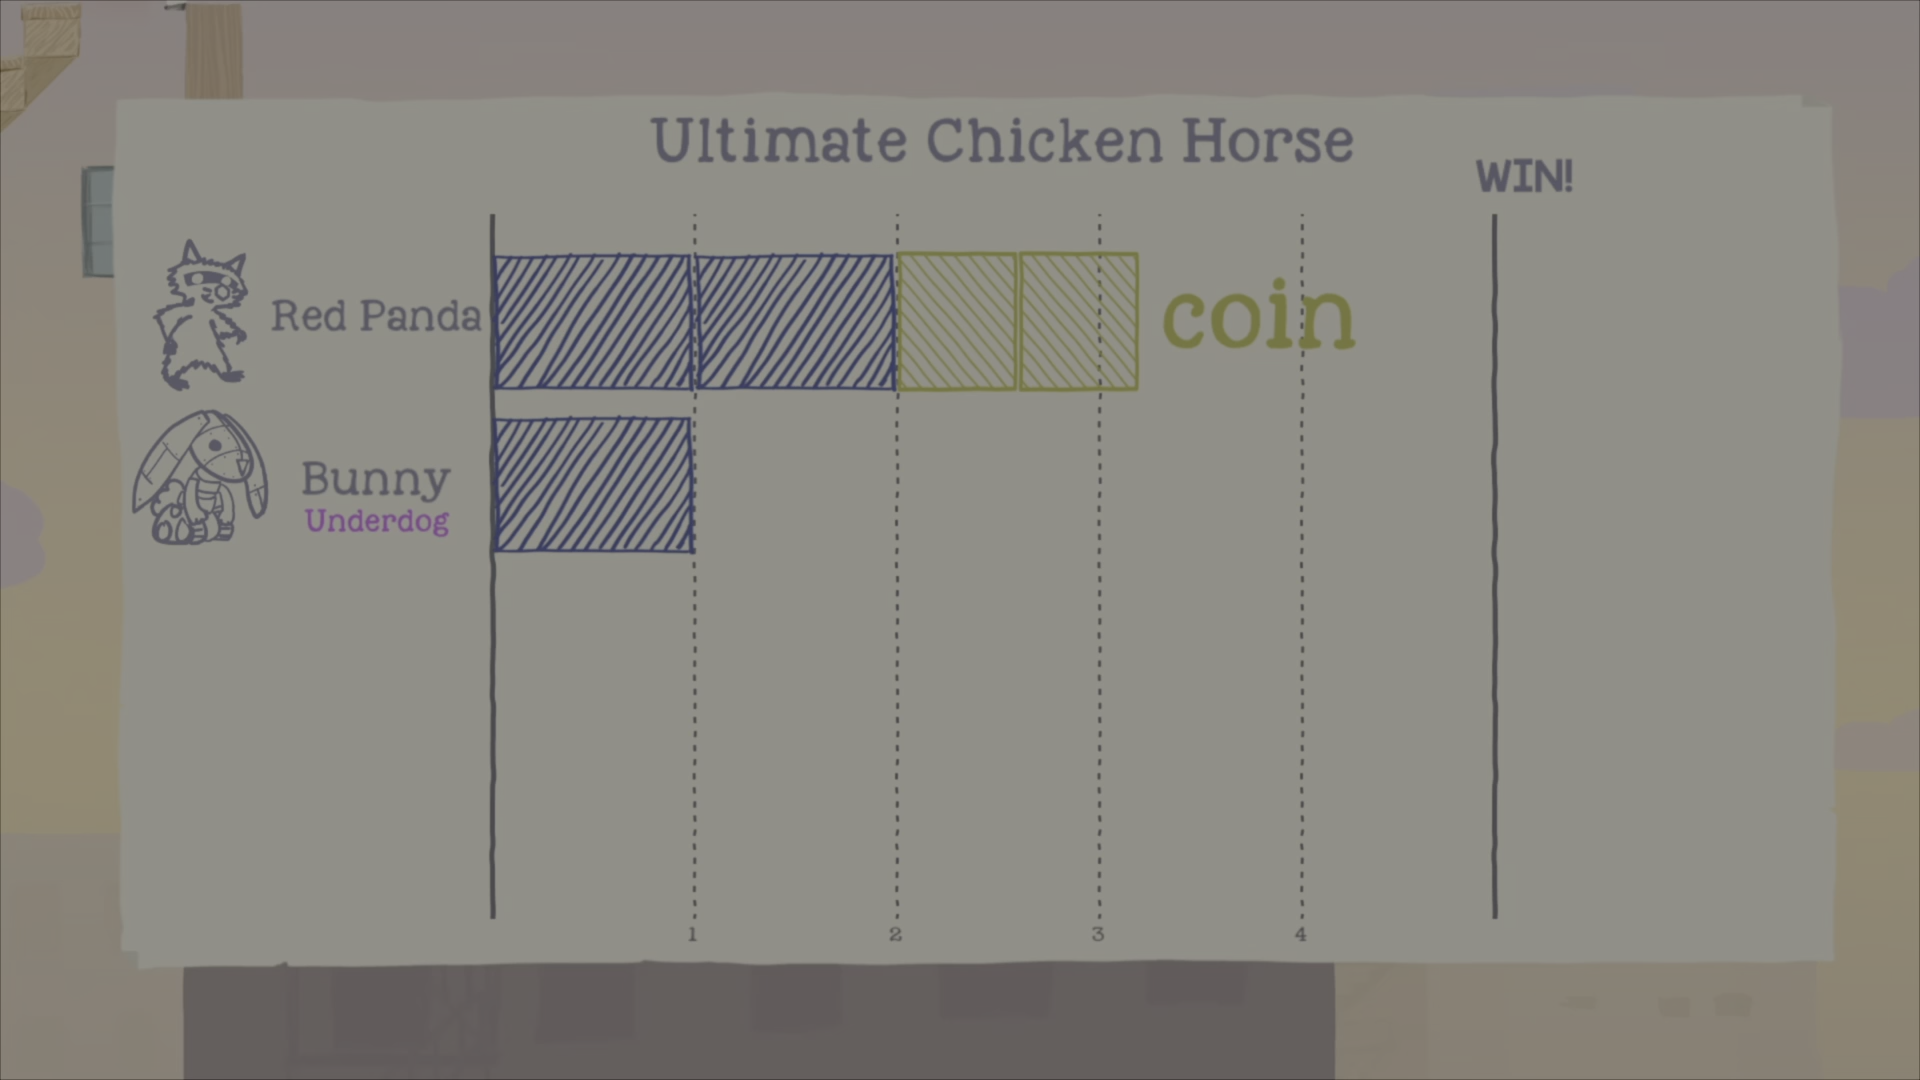 Ultimate Chicken Horse
WIN!
Red Panda
coin
Bunny
Underdog
1 2 3 4